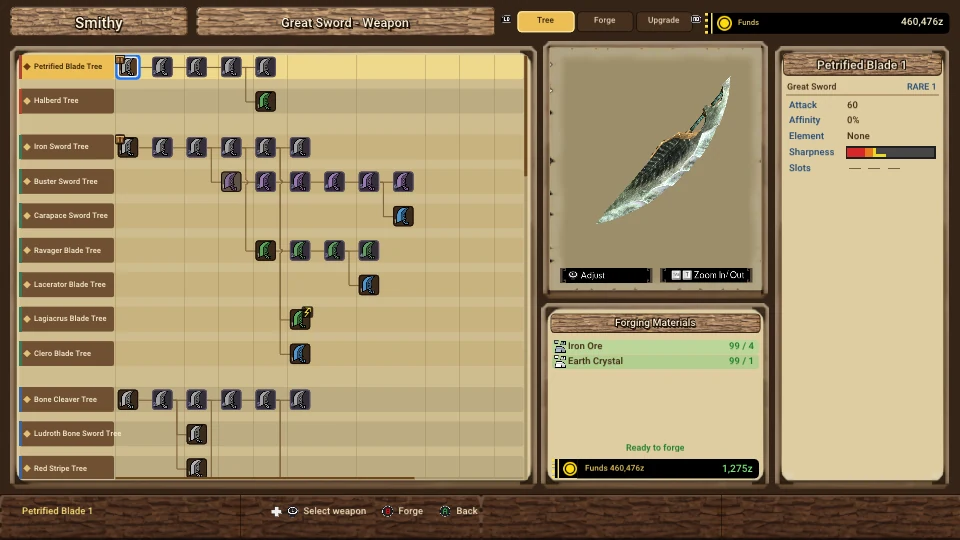 Smithy
Great Sword - Weapon
Tree
Forge
Upgrade
Funds
460,476z
Petrified Blade Tree
Halberd Tree
Iron Sword Tree
Buster Sword Tree
Carapace Sword Tree
Ravager Blade Tree
Lacerator Blade Tree
Lagiacrus Blade Tree
Clero Blade Tree
Bone Cleaver Tree
Ludroth Bone Sword Tree
Red Stripe Tree
Adjust
Zoom In/Out
Forging Materials
Iron Ore 99 / 4
Earth Crystal 99 / 1
Ready to forge
Funds 460,476z 1,275z
Petrified Blade 1
Great Sword RARE 1
Attack 60
Affinity 0%
Element None
Sharpness
Slots — — —
Petrified Blade 1
Select weapon
Forge
Back